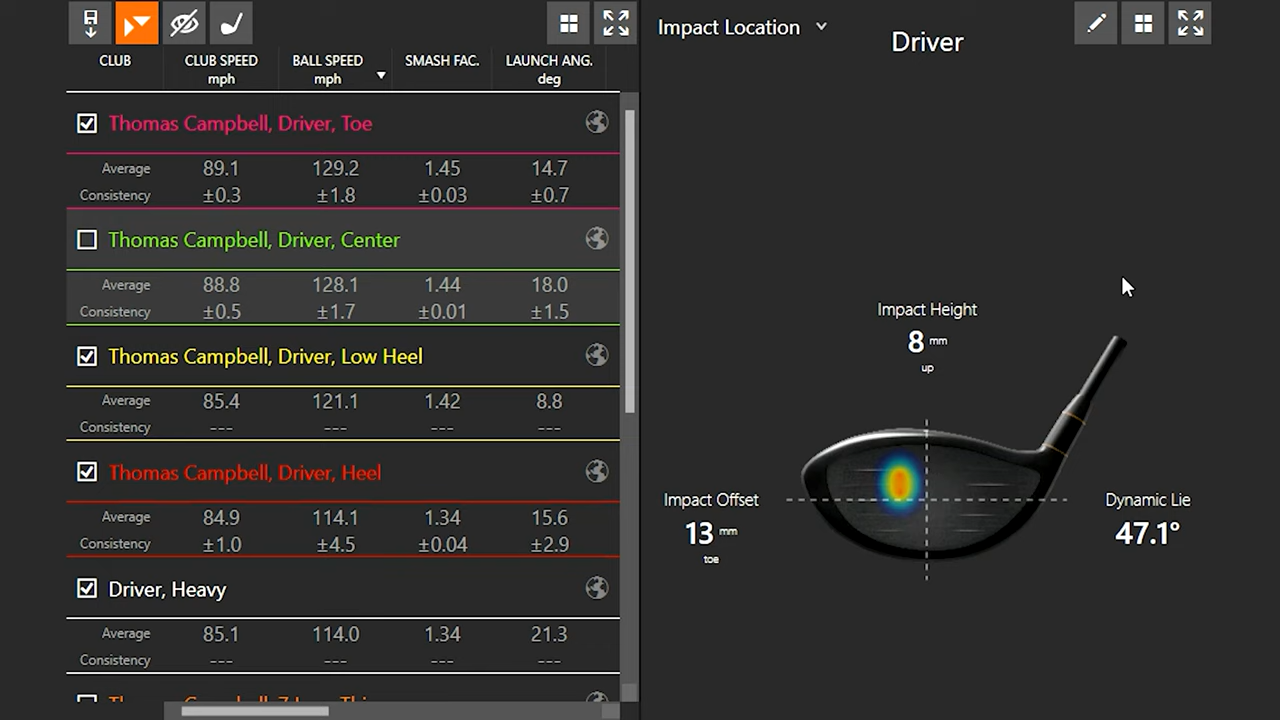 Impact Location
Driver
CLUB CLUB SPEED BALL SPEED SMASH FAC. LAUNCH ANG.
mph mph deg
Thomas Campbell, Driver, Toe
Average 89.1 129.2 1.45 14.7
Consistency ±0.3 ±1.8 ±0.03 ±0.7
Thomas Campbell, Driver, Center
Average 88.8 128.1 1.44 18.0
Consistency ±0.5 ±1.7 ±0.01 ±1.5
Thomas Campbell, Driver, Low Heel
Average 85.4 121.1 1.42 8.8
Consistency --- --- --- ---
Thomas Campbell, Driver, Heel
Average 84.9 114.1 1.34 15.6
Consistency ±1.0 ±4.5 ±0.04 ±2.9
Driver, Heavy
Average 85.1 114.0 1.34 21.3
Consistency --- --- --- ---
Impact Height
8 mm
up
Impact Offset
13 mm
toe
Dynamic Lie
47.1°